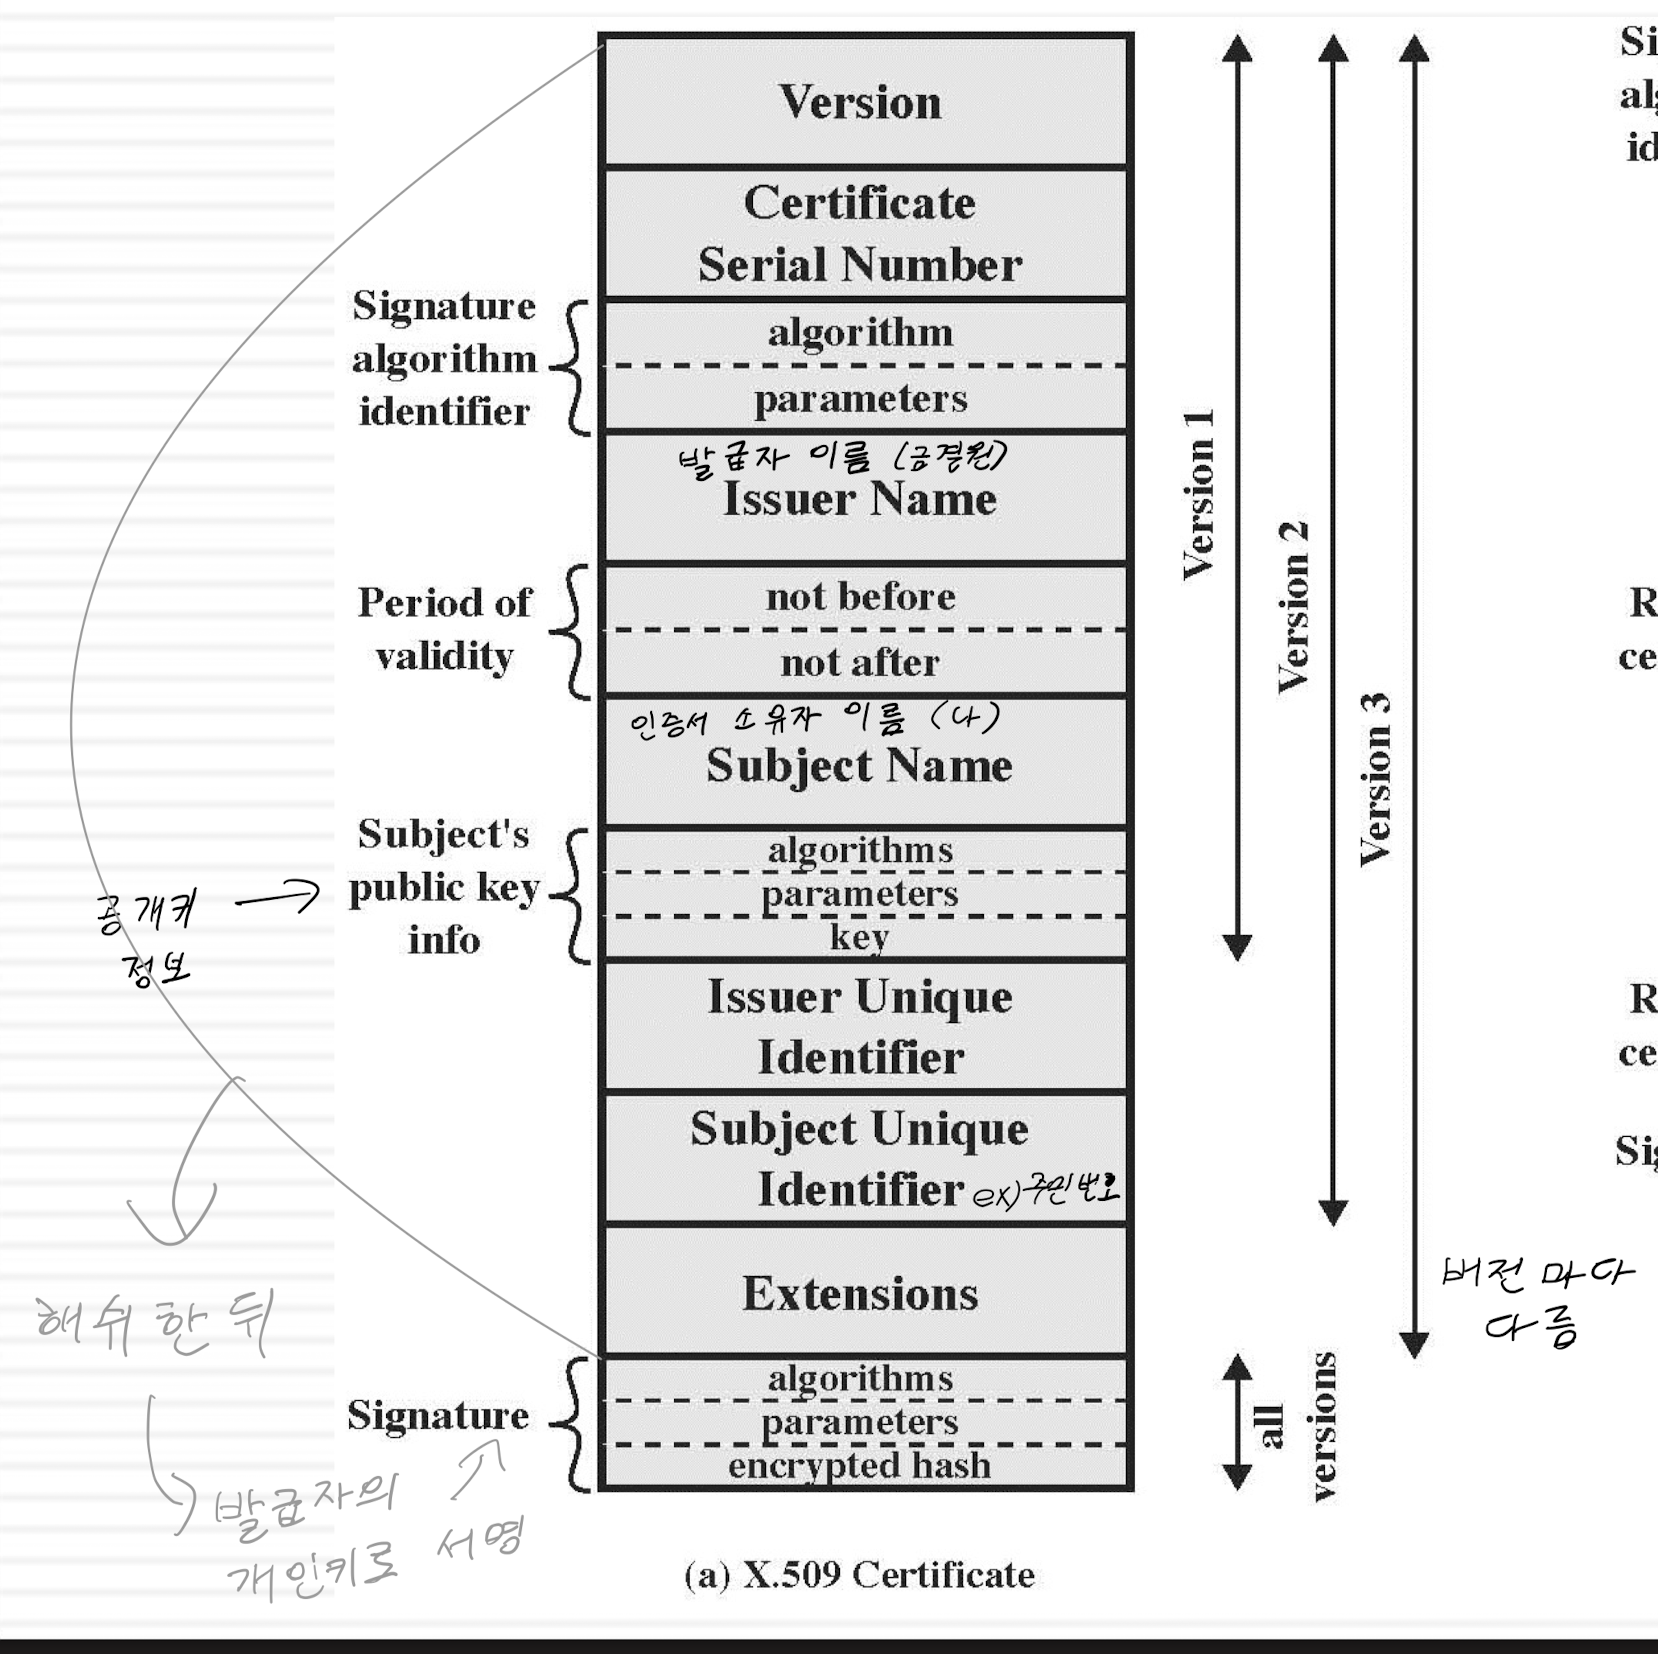 Version
Certificate
Serial Number
Signature
algorithm
identifier
algorithm
parameters
발급자 이름 (금결원)
Issuer Name
Period of
validity
not before
not after
인증서 소유자 이름 (나)
Subject Name
Subject's
public key
info
공개키
정보
algorithms
parameters
key
Issuer Unique
Identifier
Subject Unique
Identifier ex) 주민번호
Extensions
Signature
algorithms
parameters
encrypted hash
해쉬 한 뒤
발급자의
개인키로 서명
Version 1
Version 2
Version 3
버전 마다
다름
all
versions
(a) X.509 Certificate
Si
id
R
ce
R
ce